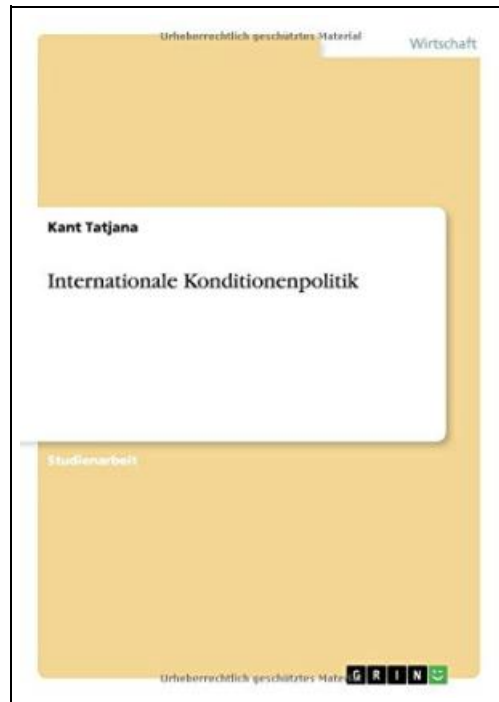 Urheberrechtlich geschütztes Material
Wirtschaft
Kant Tatjana
Internationale Konditionenpolitik
Studienarbeit
Urheberrechtlich geschütztes Mate
GRIN